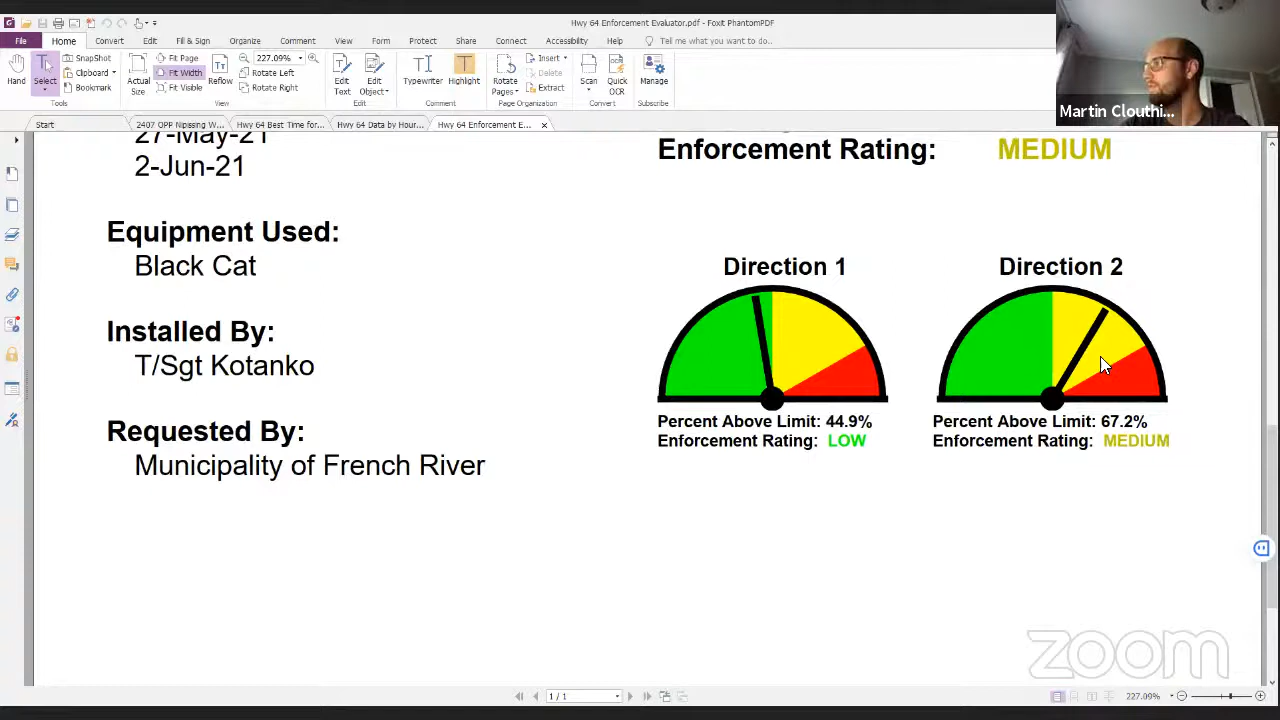 Hwy 64 Enforcement Evaluator.pdf - Foxit PhantomPDF
File Home Convert Edit Fill & Sign Organize Comment View Form Protect Share Connect Accessibility Help Tell me what you want to do..
Hand
Select
SnapShot
Clipboard
Bookmark
Tools
Actual Size
Fit Page
Fit Width
Fit Visible
Reflow
227.09%
Rotate Left
Rotate Right
View
Edit Text
Edit Object
Edit
Typewriter
Highlight
Comment
Rotate Pages
Insert
Delete
Extract
Page Organization
Scan
Quick OCR
Convert
Manage
Subscribe
Martin Clouthi...
Start
2407 OPP Nipissing W...
Hwy 64 Best Time for...
Hwy 64 Data by Hour...
Hwy 64 Enforcement E...
27-May-21
2-Jun-21
Equipment Used:
Black Cat
Installed By:
T/Sgt Kotanko
Requested By:
Municipality of French River
Enforcement Rating: MEDIUM
Direction 1
Percent Above Limit: 44.9%
Enforcement Rating: LOW
Direction 2
Percent Above Limit: 67.2%
Enforcement Rating: MEDIUM
zoom
1 / 1
227.09%